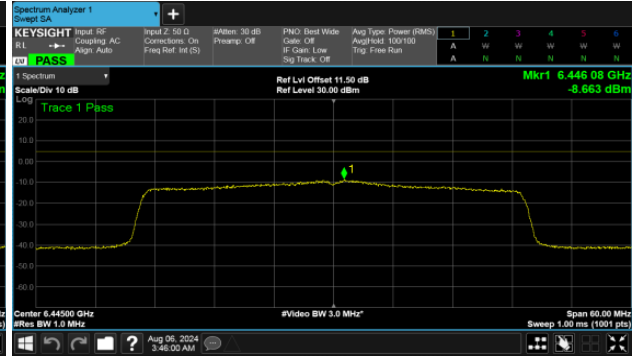 Spectrum Analyzer 1
Swept SA
+
KEYSIGHT Input: RF Input Z: 50 Ω #Atten: 30 dB PNO: Best Wide Avg Type: Power (RMS) 1 2 3 4 5 6
RL Coupling: AC Corrections: On Preamp: Off Gate: Off Avg|Hold: 100/100 A W W W W W
Align: Auto Freq Ref: Int (S) IF Gain: Low Trig: Free Run
LW PASS Sig Track: Off A N N N N N
1 Spectrum Ref Lvl Offset 11.50 dB Mkr1 6.446 08 GHz
Scale/Div 10 dB Ref Level 30.00 dBm -8.663 dBm
Log
Trace 1 Pass
20.0
10.0
0.00
1
-10.0
-20.0
-30.0
-40.0
-50.0
-60.0
Center 6.44500 GHz #Video BW 3.0 MHz* Span 60.00 MHz
#Res BW 1.0 MHz Sweep 1.00 ms (1001 pts)
? Aug 06, 2024
3:46:00 AM